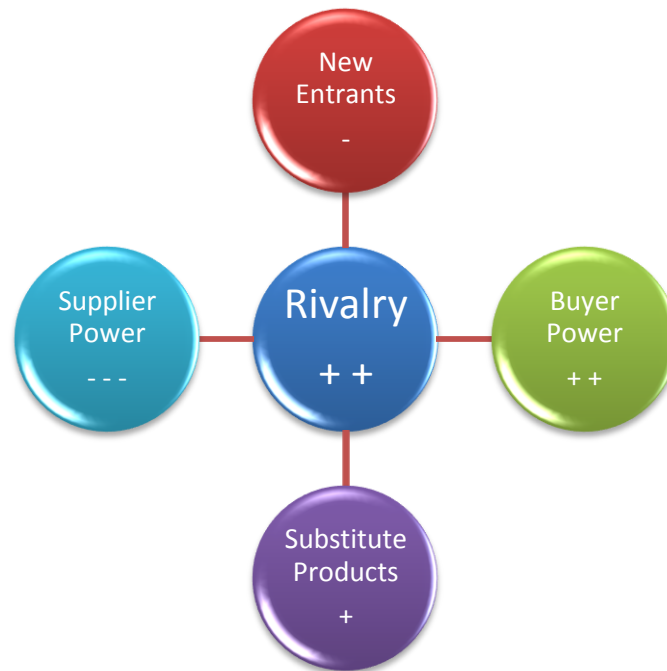 New
Entrants
-
Supplier
Power
- - -
Rivalry
+ +
Buyer
Power
+ +
Substitute
Products
+